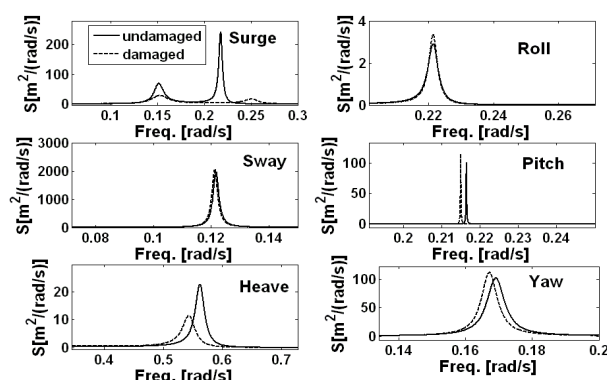 undamaged
damaged
Surge
S[m²/(rad/s)]
200
100
0
0.1
0.15
0.2
0.25
0.3
Freq. [rad/s]
Roll
S[m²/(rad/s)]
4
2
0
0.22
0.24
0.26
Freq. [rad/s]
Sway
S[m²/(rad/s)]
3000
2000
1000
0
0.08
0.1
0.12
0.14
Freq. [rad/s]
Pitch
S[m²/(rad/s)]
100
50
0
0.2
0.21
0.22
0.23
0.24
Freq. [rad/s]
Heave
S[m²/(rad/s)]
20
10
0
0.4
0.5
0.6
0.7
Freq. [rad/s]
Yaw
S[m²/(rad/s)]
100
50
0
0.14
0.16
0.18
0.2
Freq. [rad/s]